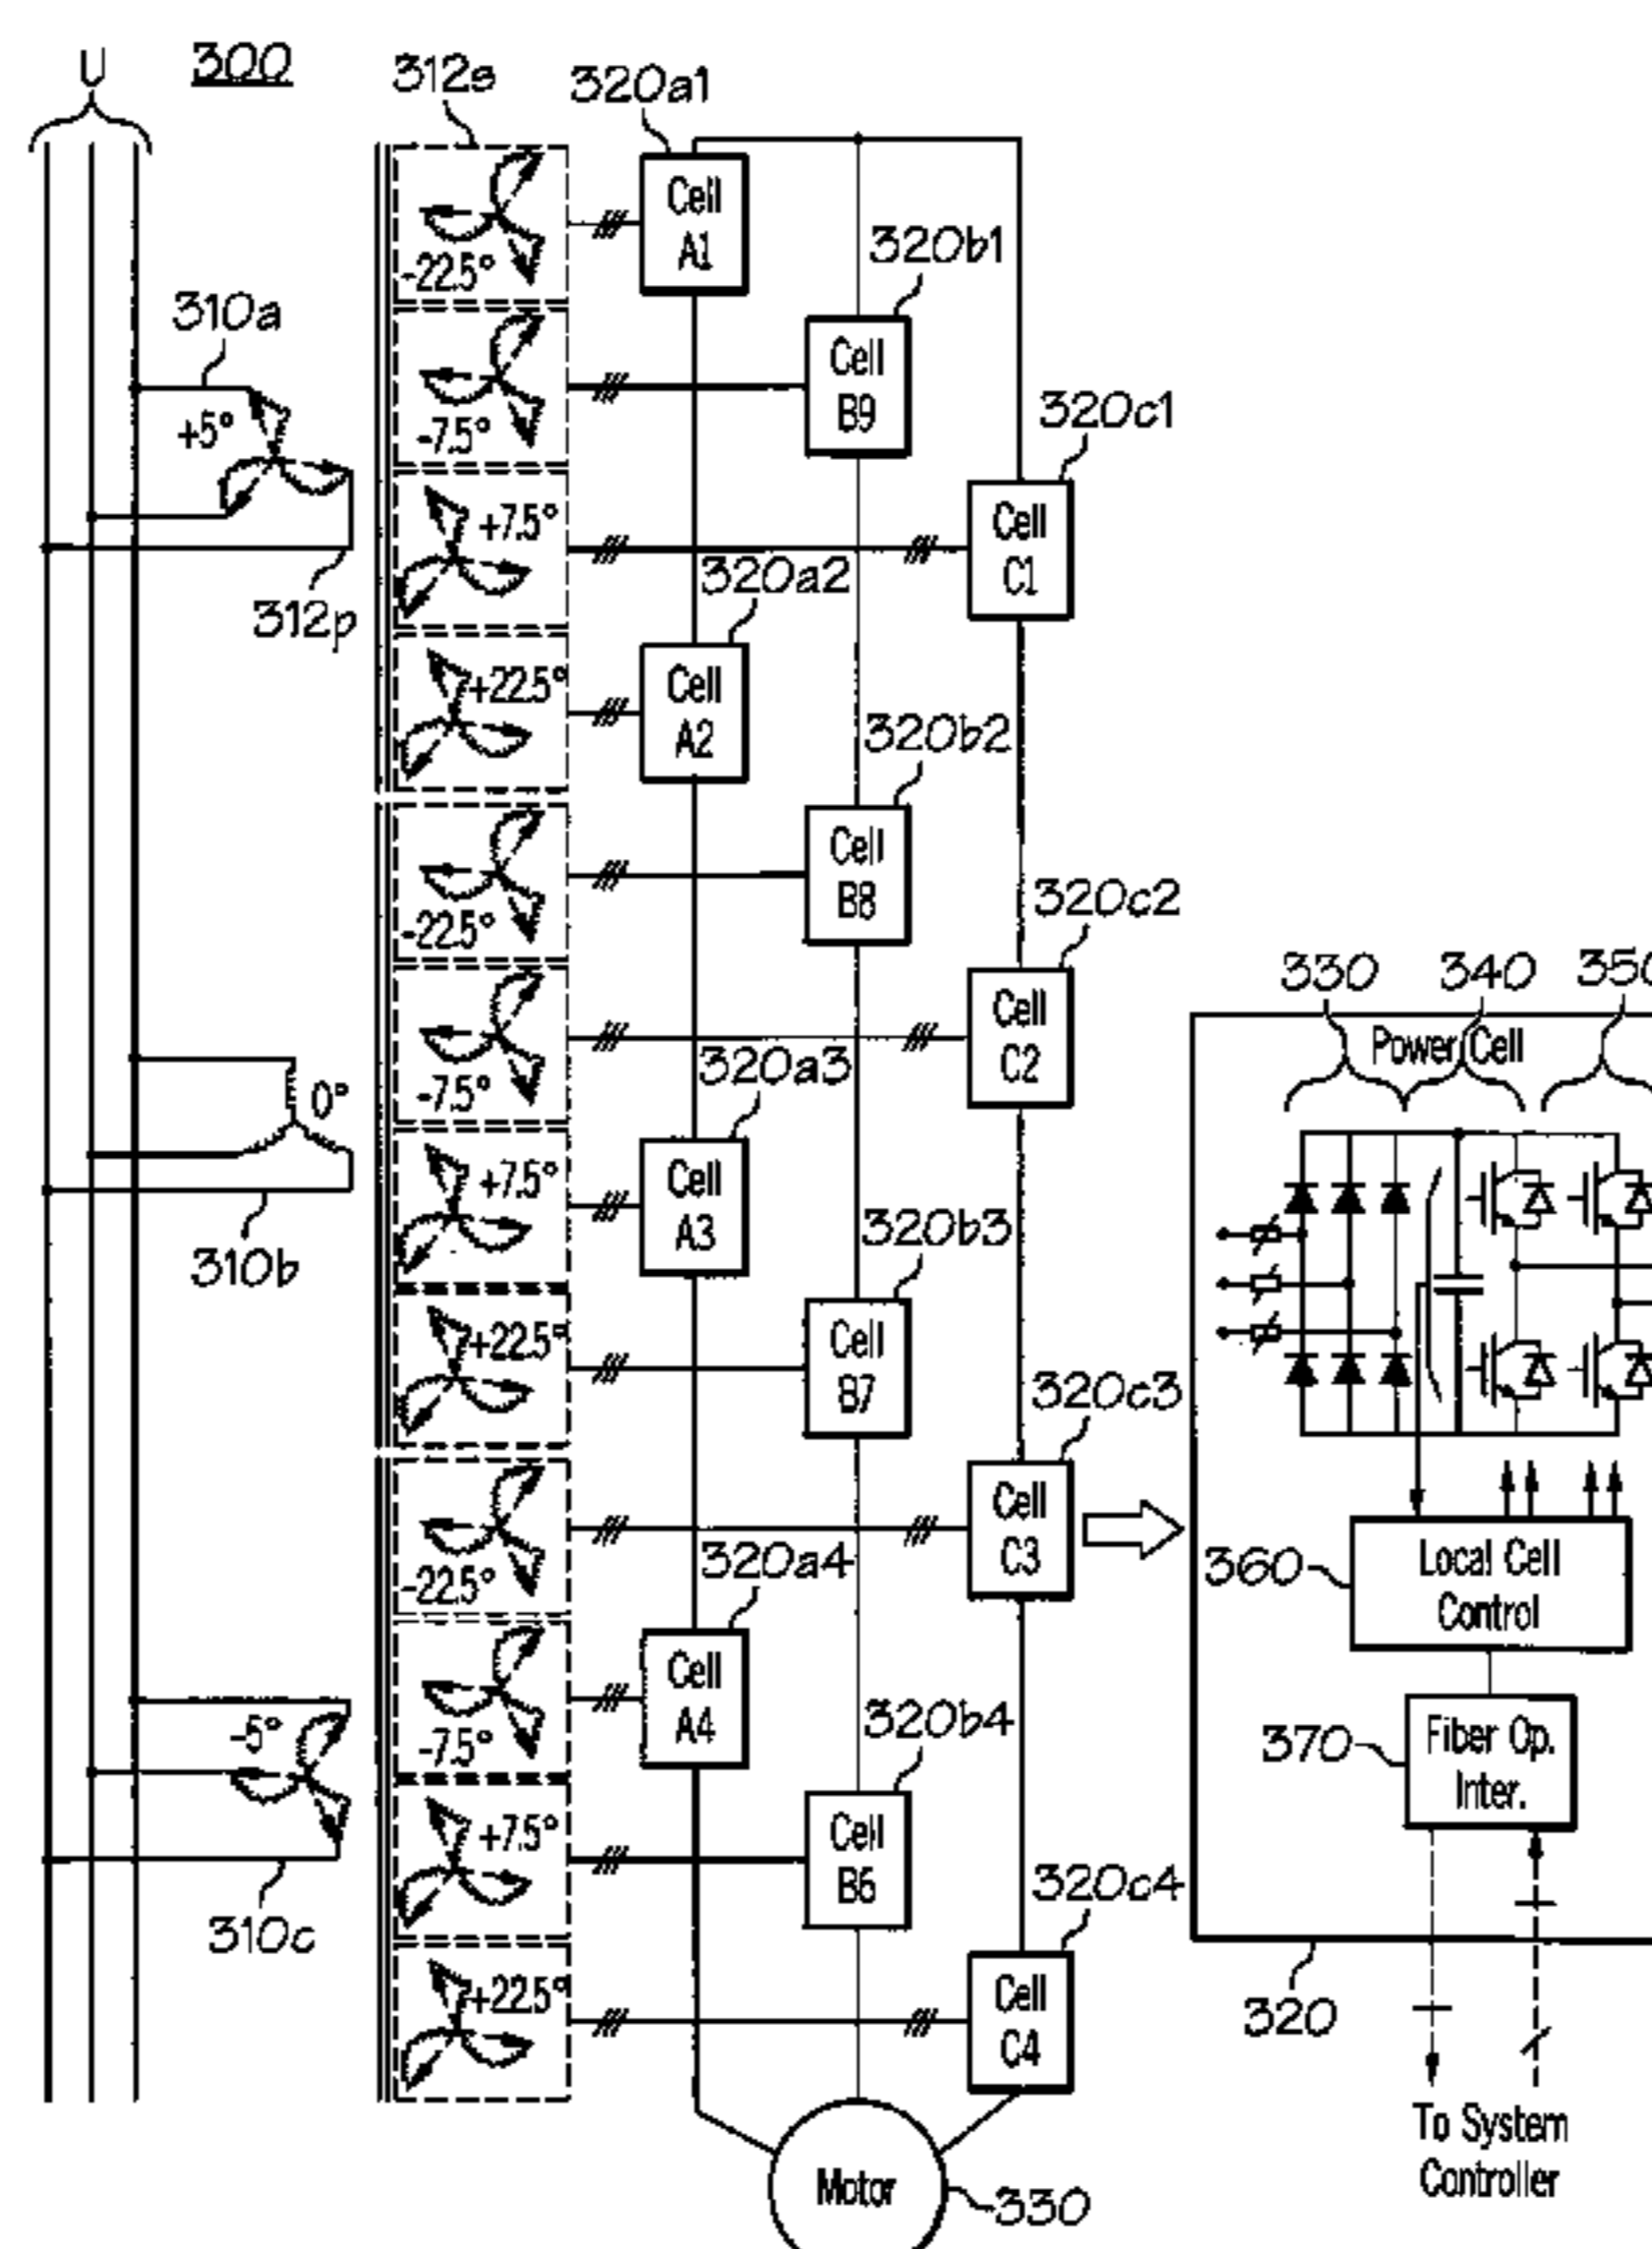 U
300
312s
320a1
Cell
A1
-22.5°
320b1
310a
Cell
B9
-7.5°
+5°
320c1
+7.5°
Cell
C1
320a2
312p
+22.5°
Cell
A2
320b2
Cell
B8
-22.5°
320c2
Cell
C2
-7.5°
320a3
0°
+7.5°
Cell
A3
320b3
310b
+22.5°
Cell
B7
320c3
Cell
C3
-22.5°
320a4
Cell
A4
-7.5°
-5°
320b4
+7.5°
Cell
B6
320c4
310c
+22.5°
Cell
C4
Motor
330
330
340
350
Power Cell
360
Local Cell
Control
370
Fiber Op.
Inter.
320
To System
Controller